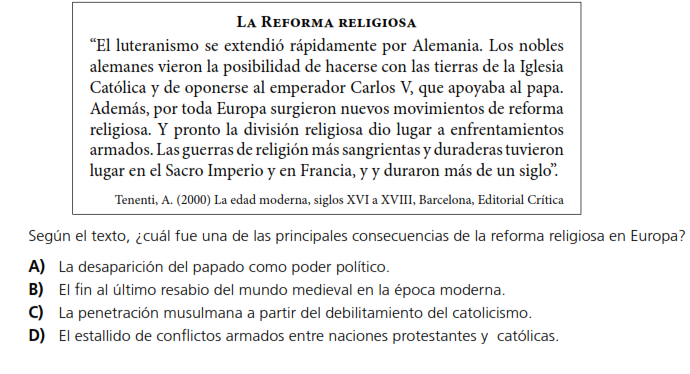 LA REFORMA RELIGIOSA
“El luteranismo se extendió rápidamente por Alemania. Los nobles
alemanes vieron la posibilidad de hacerse con las tierras de la Iglesia
Católica y de oponerse al emperador Carlos V, que apoyaba al papa.
Además, por toda Europa surgieron nuevos movimientos de reforma
religiosa. Y pronto la división religiosa dio lugar a enfrentamientos
armados. Las guerras de religión más sangrientas y duraderas tuvieron
lugar en el Sacro Imperio y en Francia, y y duraron más de un siglo”.
Tenenti, A. (2000) La edad moderna, siglos XVI a XVIII, Barcelona, Editorial Crítica
Según el texto, ¿cuál fue una de las principales consecuencias de la reforma religiosa en Europa?
A) La desaparición del papado como poder político.
B) El fin al último resabio del mundo medieval en la época moderna.
C) La penetración musulmana a partir del debilitamiento del catolicismo.
D) El estallido de conflictos armados entre naciones protestantes y católicas.